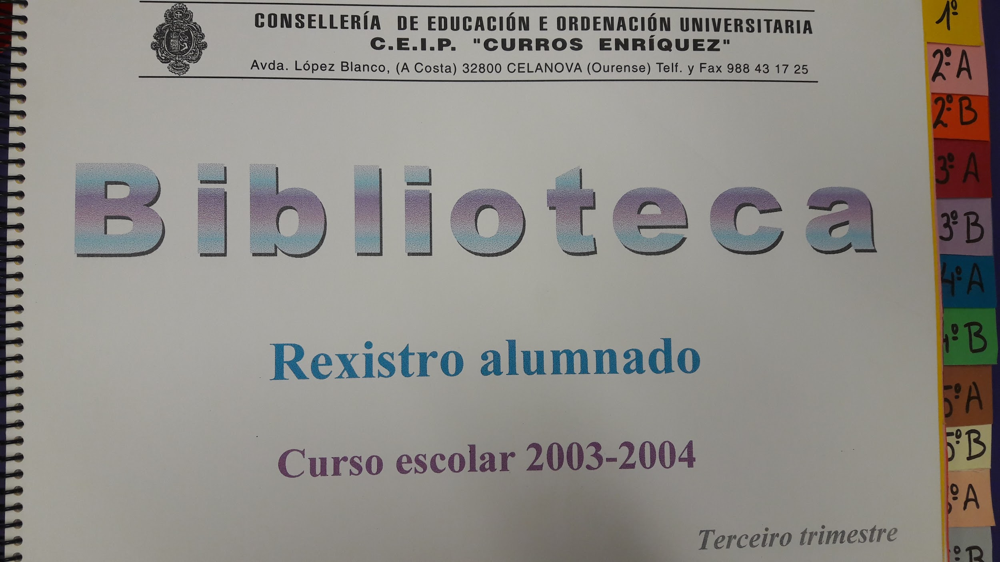 CONSELLERÍA DE EDUCACIÓN E ORDENACIÓN UNIVERSITARIA
C.E.I.P. "CURROS ENRÍQUEZ"
Avda. López Blanco, (A Costa) 32800 CELANOVA (Ourense) Telf. y Fax 988 43 17 25
Biblioteca
Rexistro alumnado
Curso escolar 2003-2004
Terceiro trimestre
1º
2º A
2º B
3º A
3º B
4º A
4º B
5º A
5º B
º A
º B